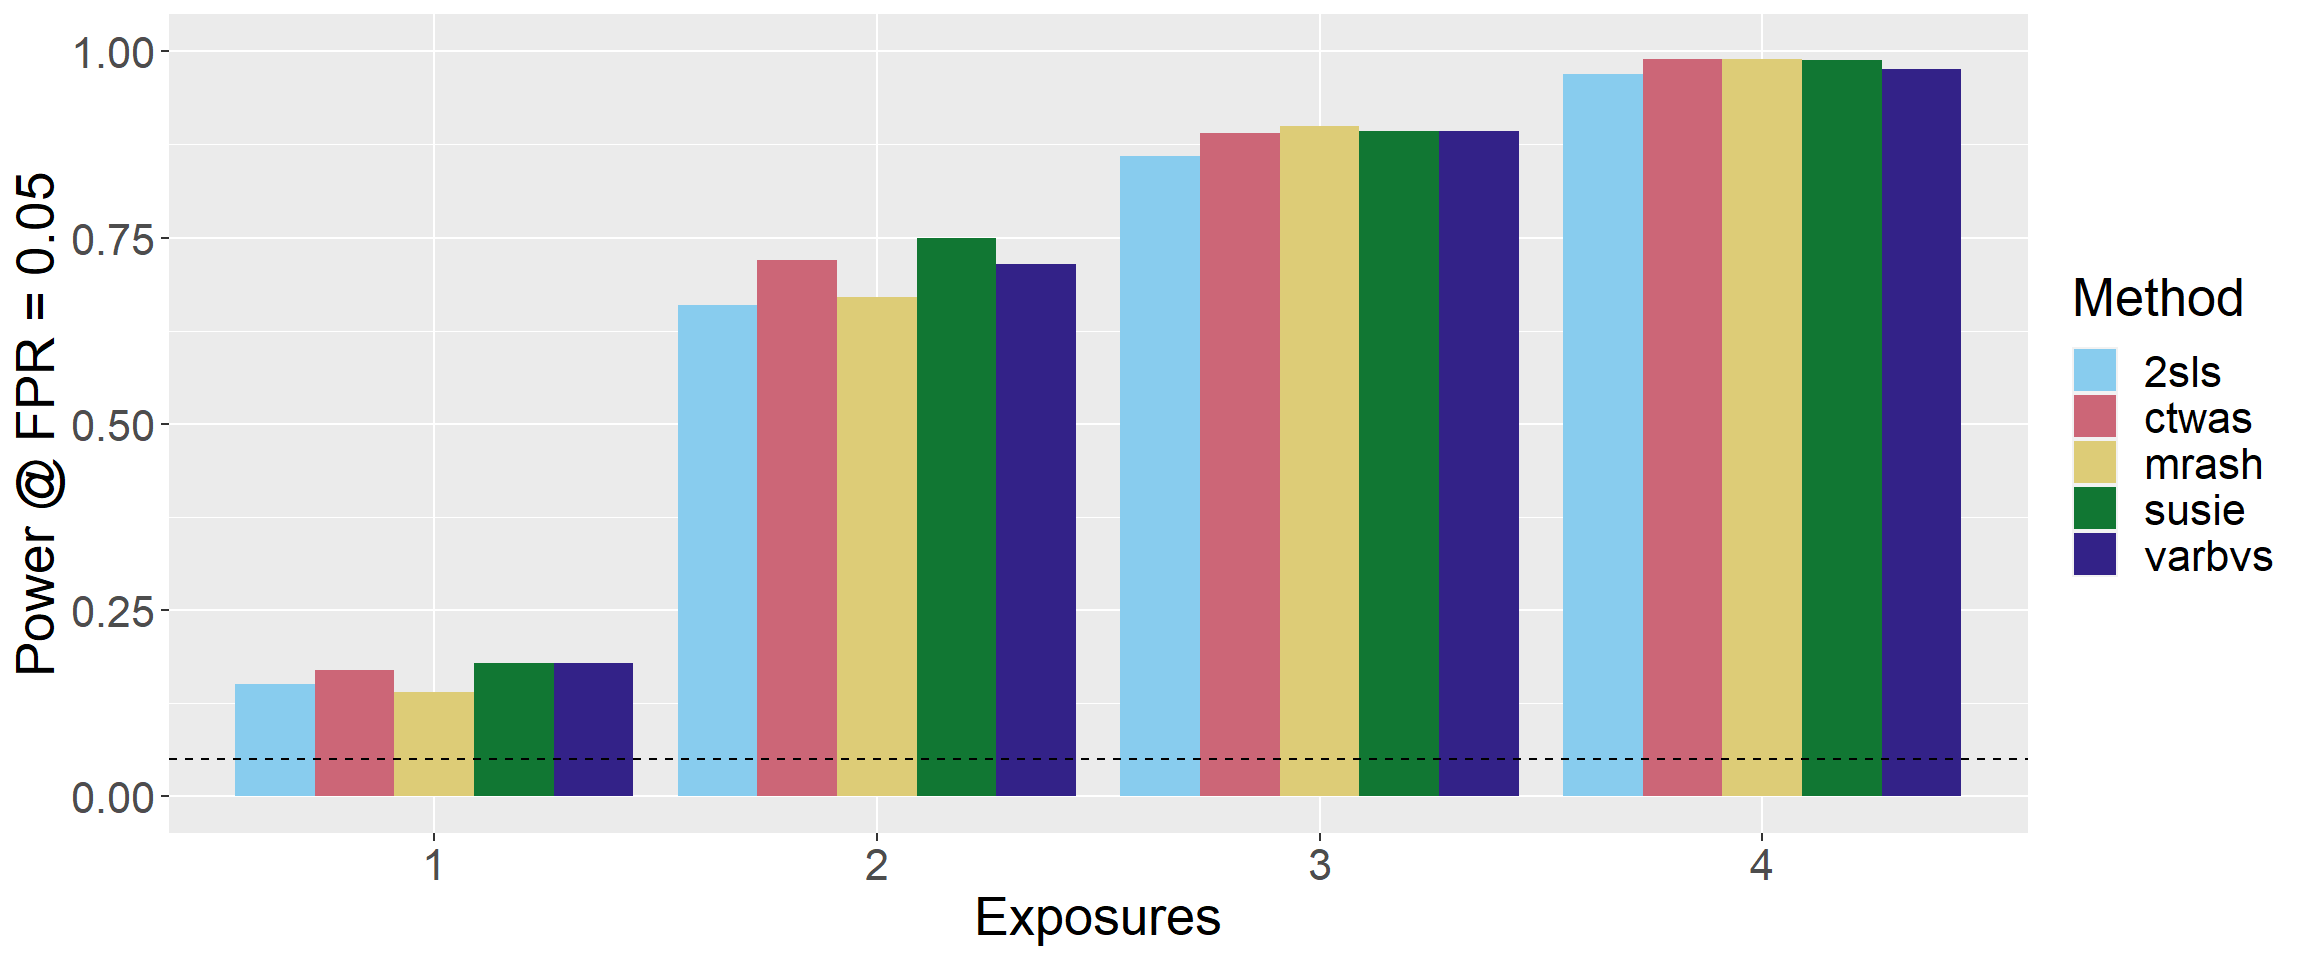 Power @ FPR = 0.05
1.00
0.75
0.50
0.25
0.00
1
2
3
4
Exposures
Method
2sls
ctwas
mrash
susie
varbvs